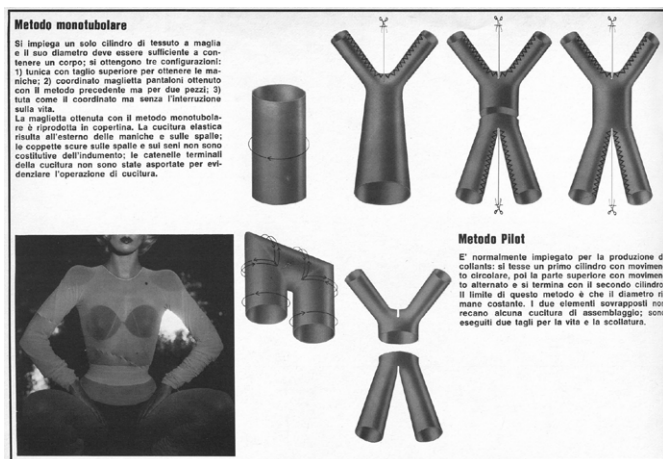 Metodo monotubolare
Si impiega un solo cilindro di tessuto a maglia
e il suo diametro deve essere sufficiente a con-
tenere un corpo; si ottengono tre configurazioni:
1) tunica con taglio superiore per ottenere le ma-
niche; 2) coordinato maglietta pantaloni ottenuto
con il metodo precedente ma per due pezzi; 3)
tuta come il coordinato ma senza l'interruzione
sulla vita.
La maglietta ottenuta con il metodo monotubola-
re è riprodotta in copertina. La cucitura elastica
risulta all'esterno delle maniche e sulle spalle;
le coppette scure sulle spalle e sui seni non sono
costitutive dell'indumento; le catenelle terminali
della cucitura non sono state asportate per evi-
denziare l'operazione di cucitura.
Metodo Pilot
E' normalmente impiegato per la produzione d
collants: si tesse un primo cilindro con movimen
to circolare, poi la parte superiore con movimen
to alternato e si termina con il secondo cilindro
Il limite di questo metodo è che il diametro ri
mane costante. I due elementi sovrapposti non
recano alcuna cucitura di assemblaggio; sono
eseguiti due tagli per la vita e la scollatura.